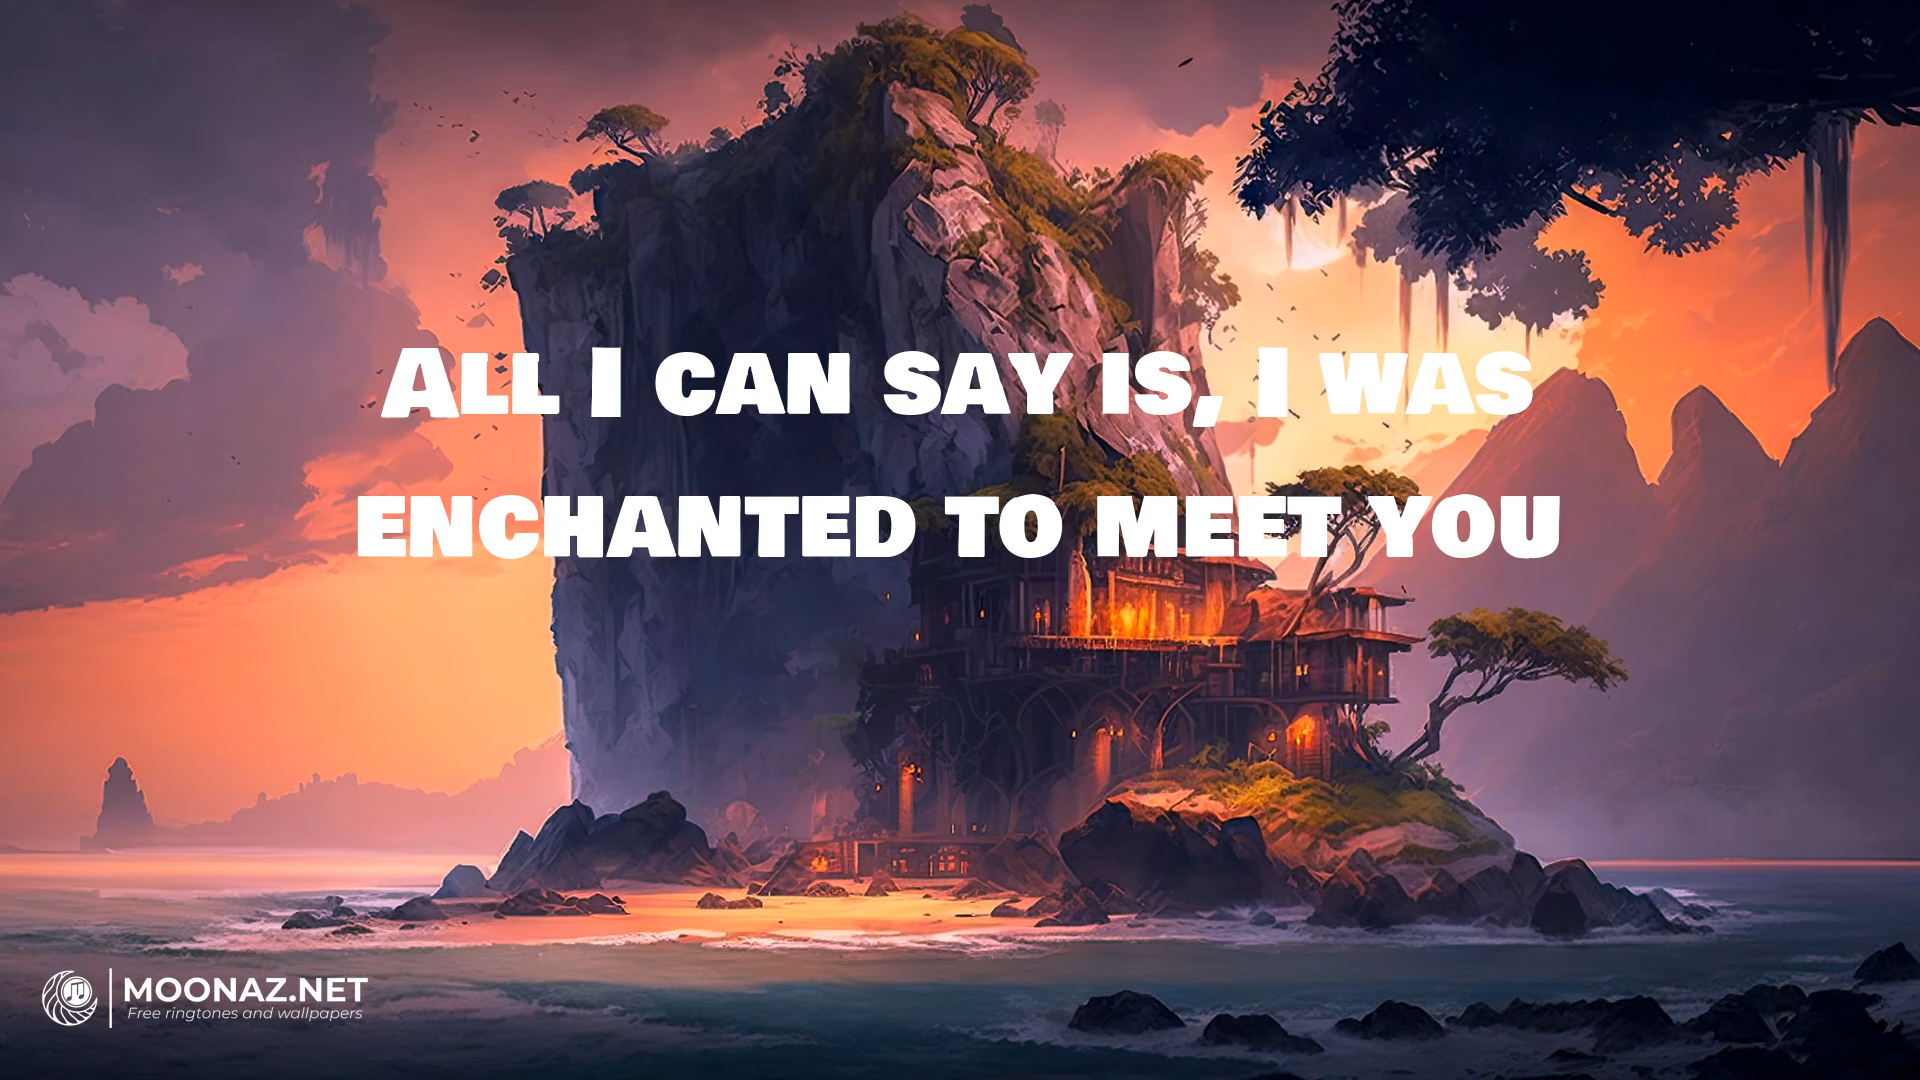 All I can say is, I was
enchanted to meet you
MOONAZ.NET
Free ringtones and wallpapers